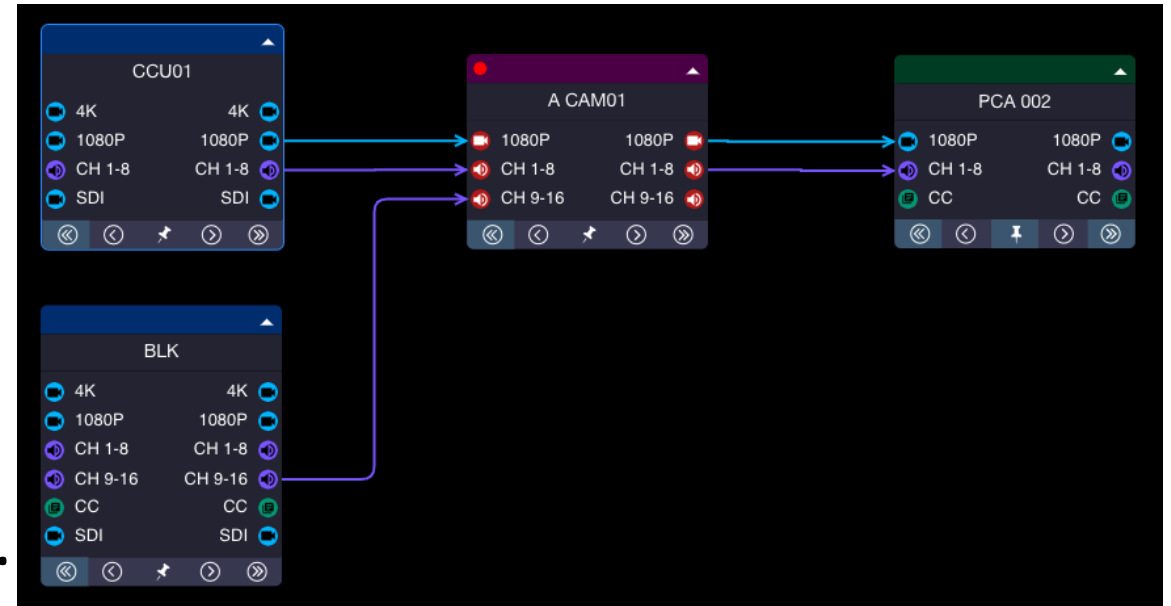 CCU01
4K 4K
1080P 1080P
CH 1-8 CH 1-8
SDI SDI
A CAM01
1080P 1080P
CH 1-8 CH 1-8
CH 9-16 CH 9-16
PCA 002
1080P 1080P
CH 1-8 CH 1-8
CC CC
BLK
4K 4K
1080P 1080P
CH 1-8 CH 1-8
CH 9-16 CH 9-16
CC CC
SDI SDI